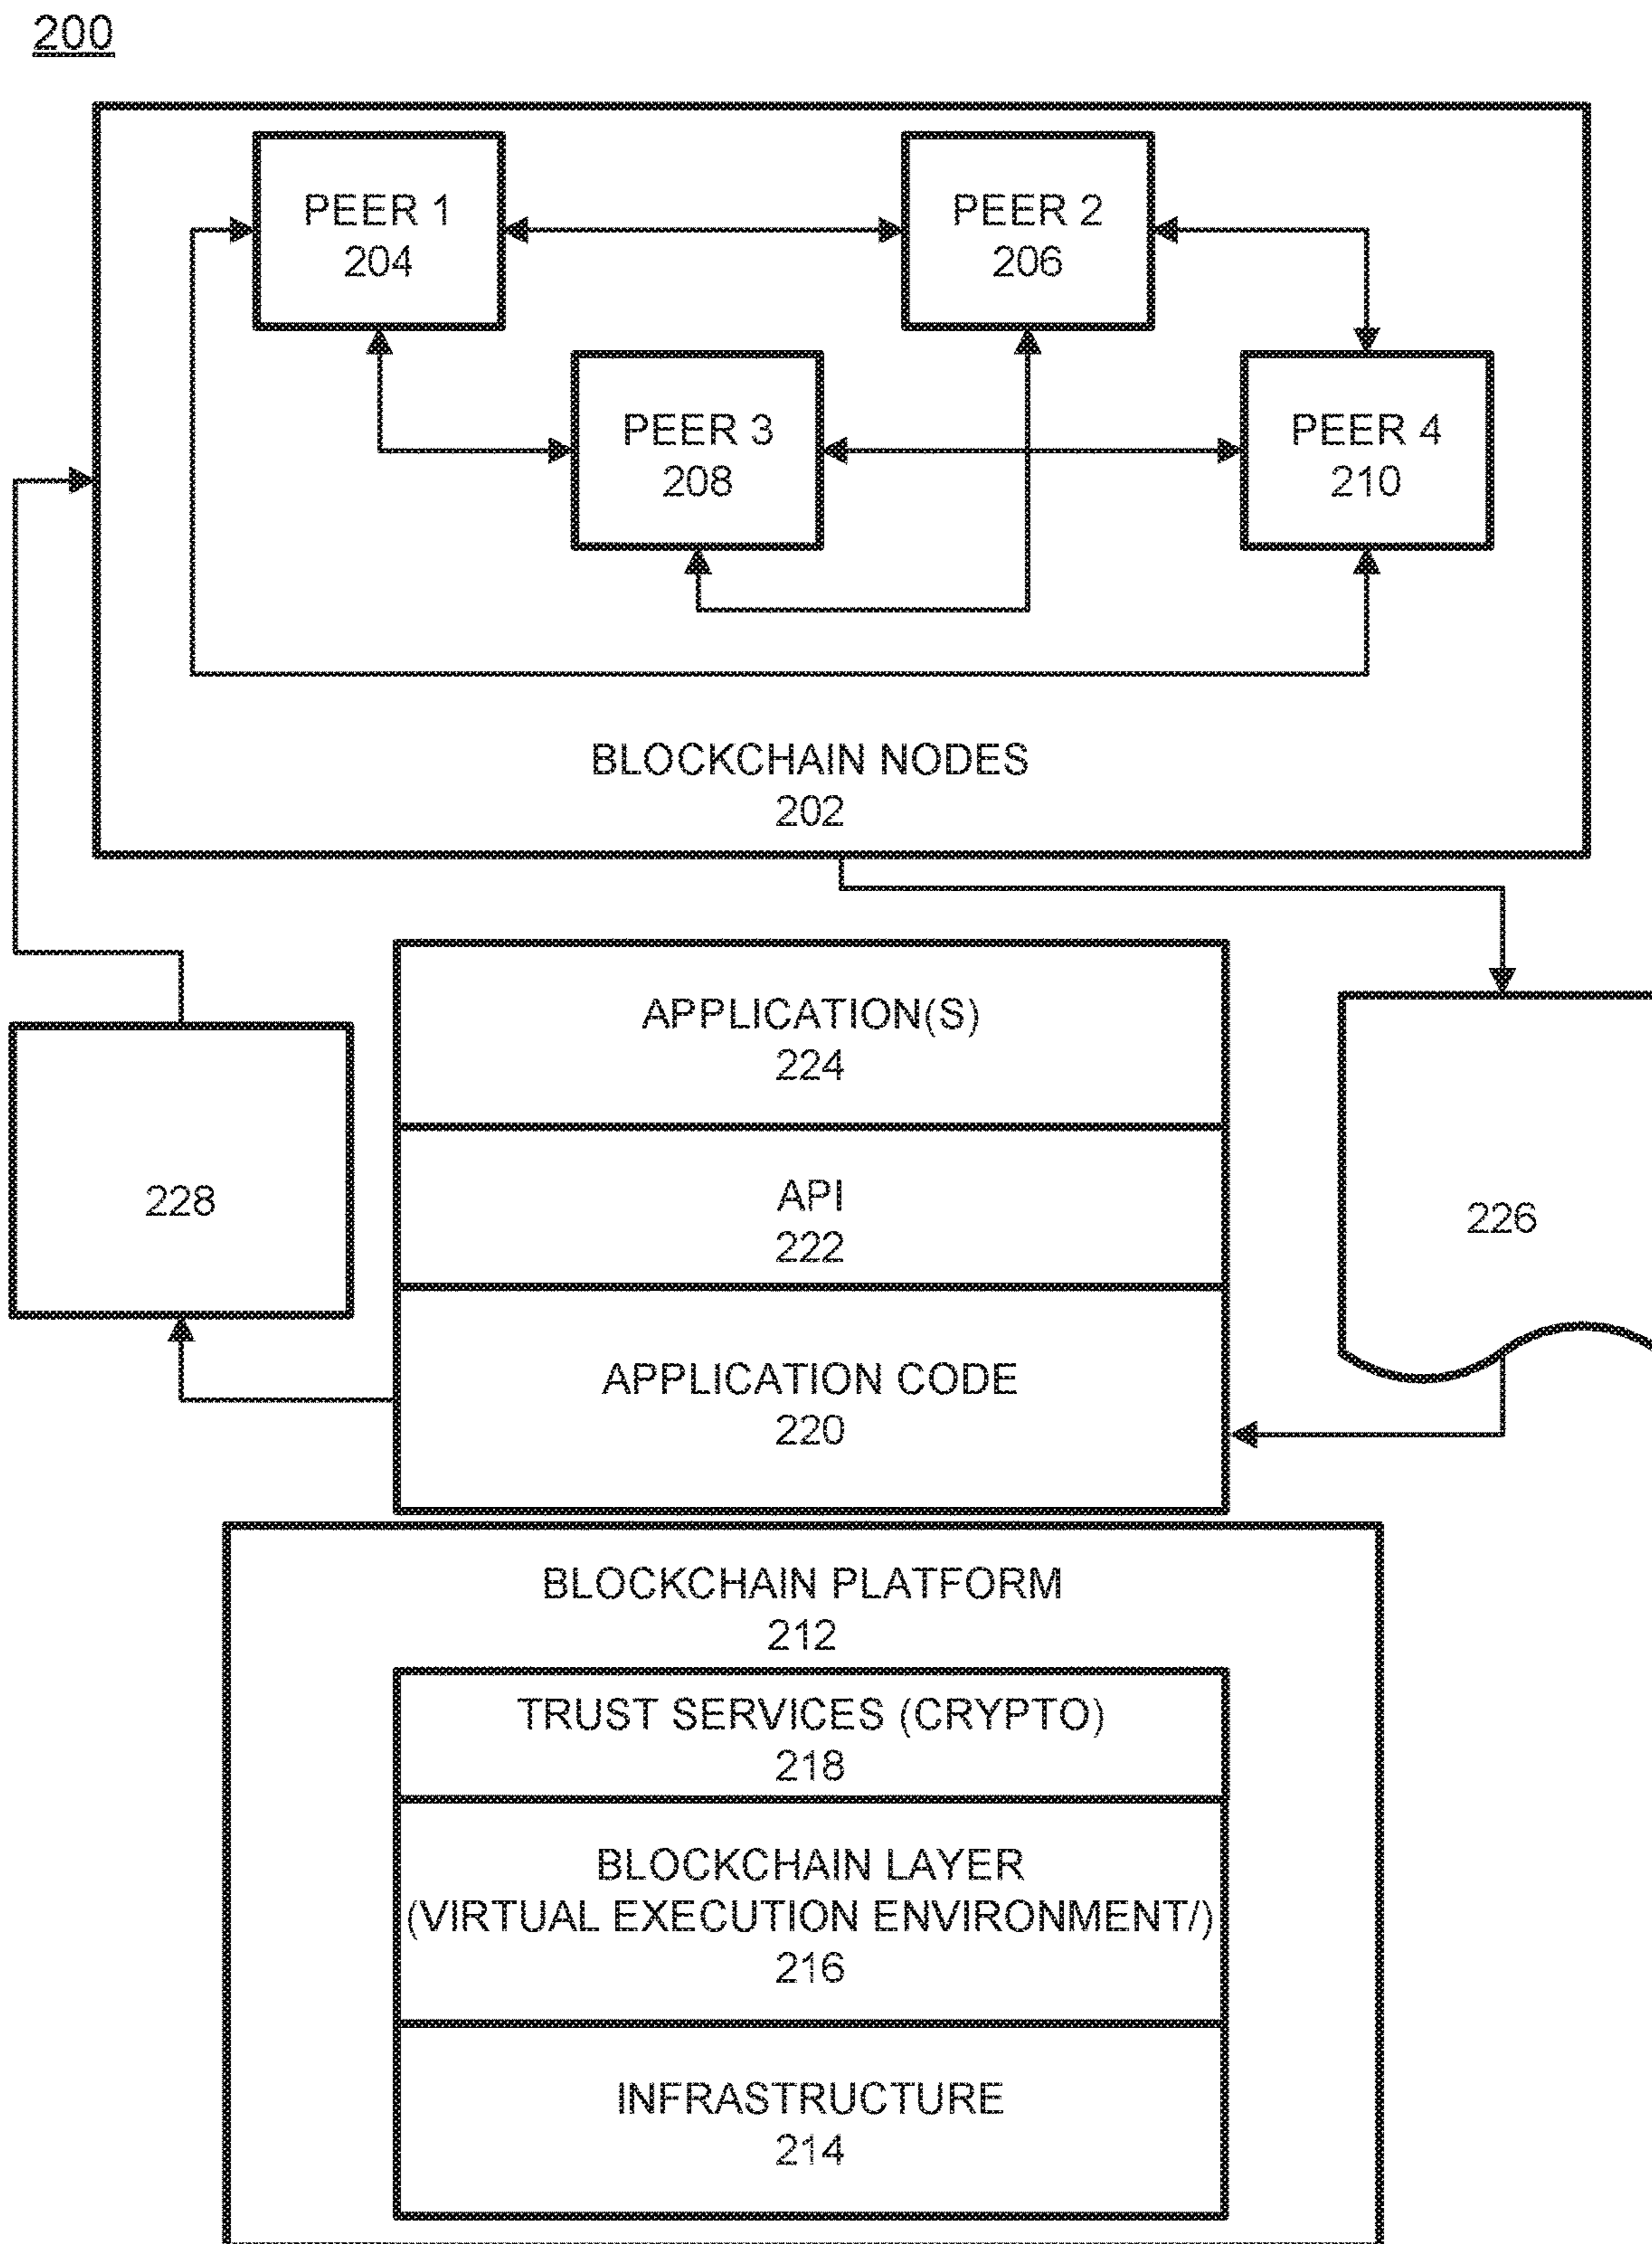 200
PEER 1
204
PEER 2
206
PEER 3
208
PEER 4
210
BLOCKCHAIN NODES
202
APPLICATION(S)
224
API
222
228
226
APPLICATION CODE
220
BLOCKCHAIN PLATFORM
212
TRUST SERVICES (CRYPTO)
218
BLOCKCHAIN LAYER
(VIRTUAL EXECUTION ENVIRONMENT/)
216
INFRASTRUCTURE
214